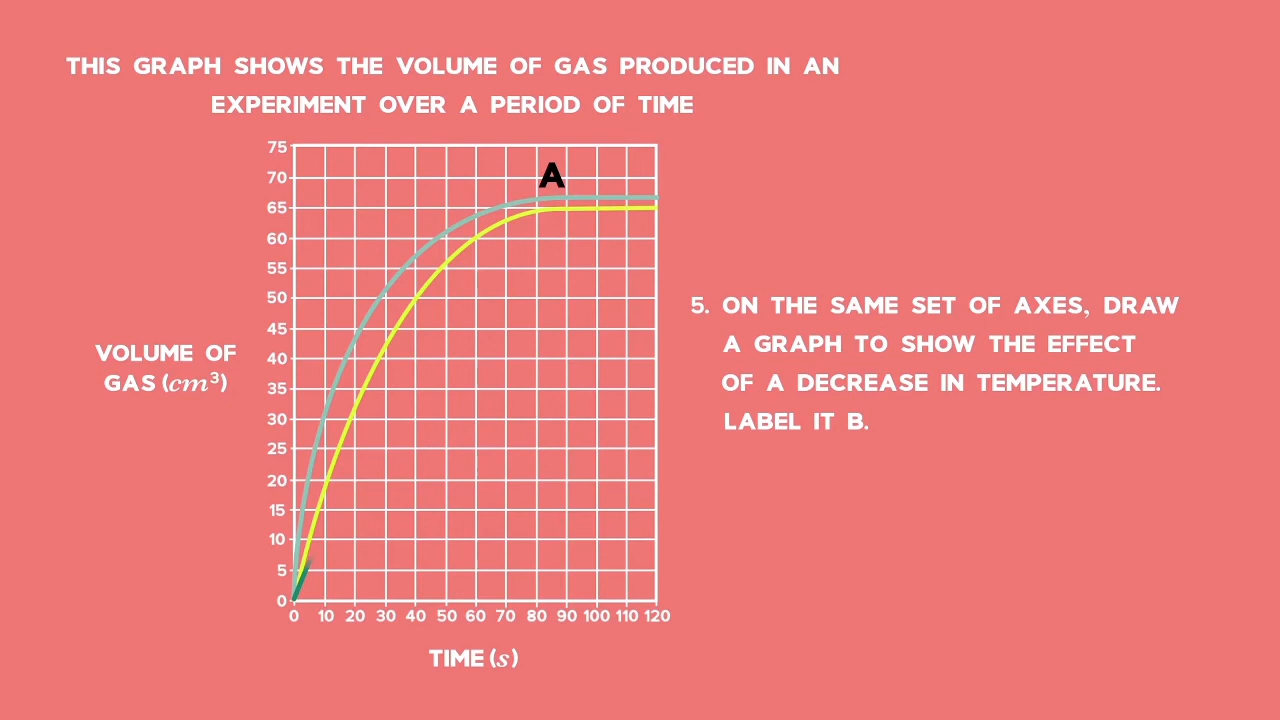 THIS GRAPH SHOWS THE VOLUME OF GAS PRODUCED IN AN
EXPERIMENT OVER A PERIOD OF TIME
75
70
65
60
55
50
45
40
35
30
25
20
15
10
5
0
A
VOLUME OF
GAS (cm³)
0 10 20 30 40 50 60 70 80 90 100 110 120
TIME (s)
5. ON THE SAME SET OF AXES, DRAW
A GRAPH TO SHOW THE EFFECT
OF A DECREASE IN TEMPERATURE.
LABEL IT B.